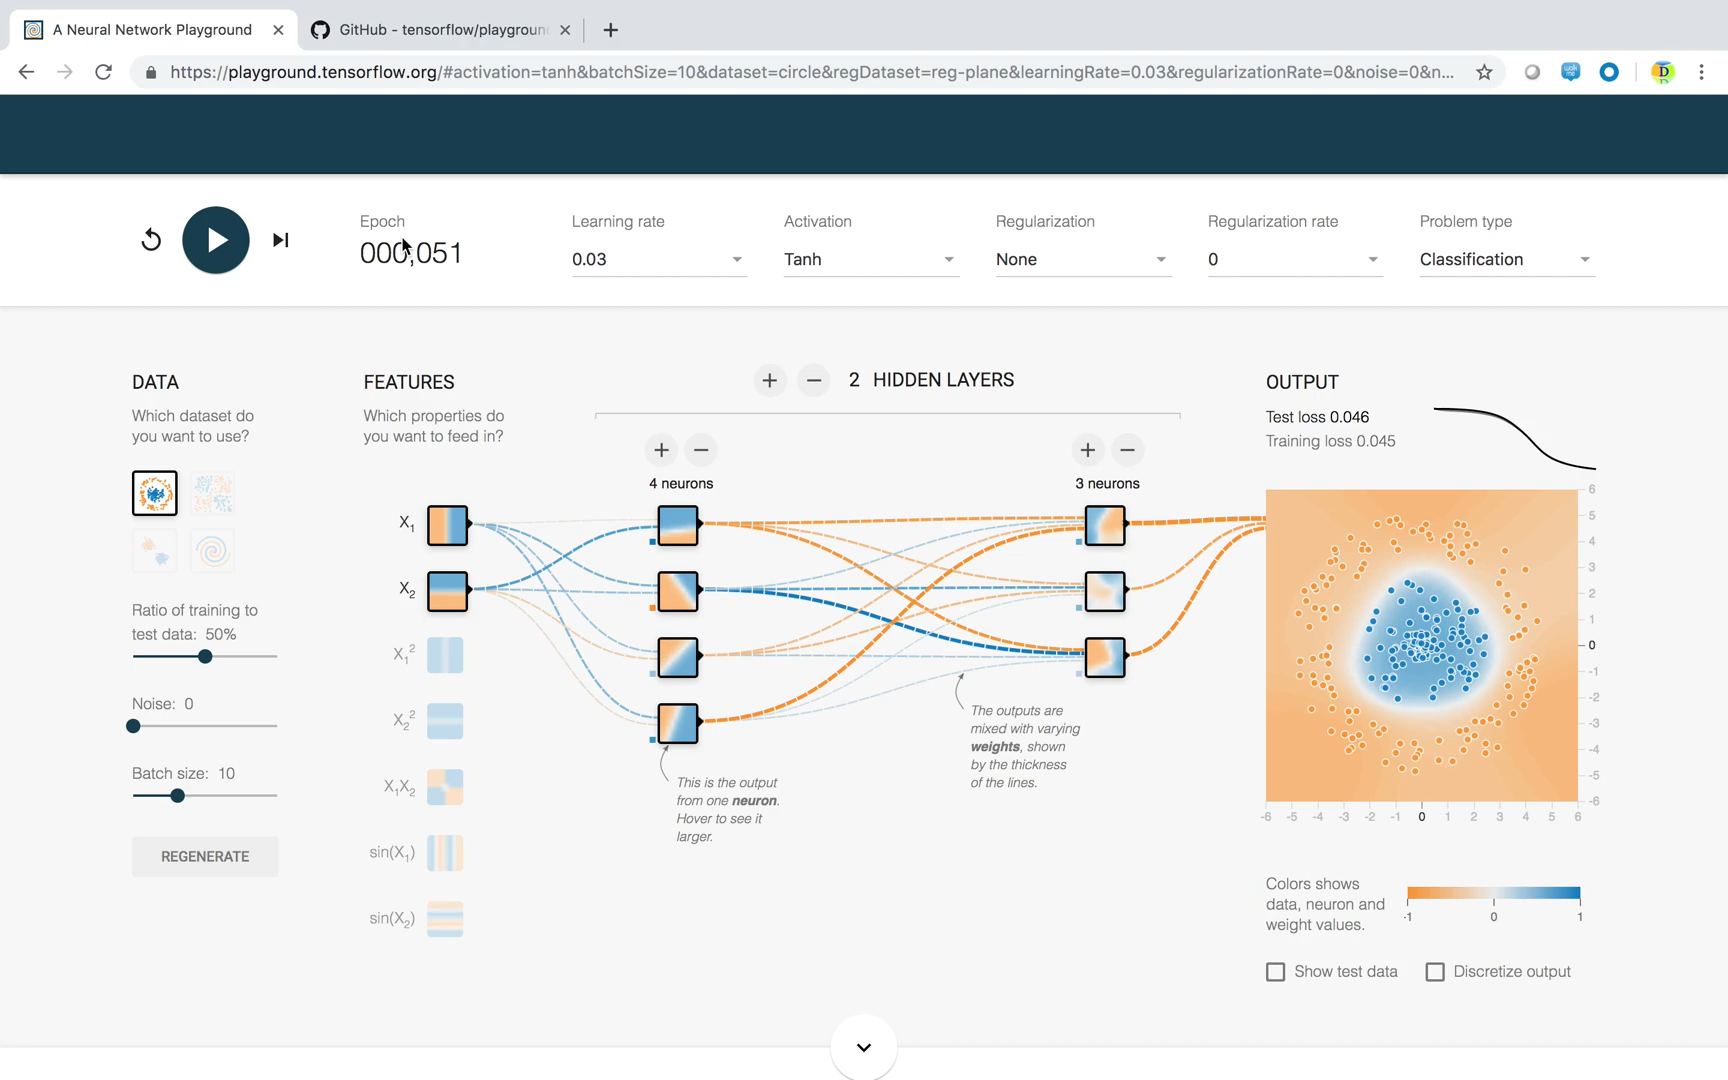 A Neural Network Playground
GitHub - tensorflow/playgroun
https://playground.tensorflow.org/#activation=tanh&batchSize=10&dataset=circle&regDataset=reg-plane&learningRate=0.03&regularizationRate=0&noise=0&n...
Epoch
000,051
Learning rate
0.03
Activation
Tanh
Regularization
None
Regularization rate
0
Problem type
Classification
DATA
Which dataset do
you want to use?
Ratio of training to
test data: 50%
Noise: 0
Batch size: 10
REGENERATE
FEATURES
Which properties do
you want to feed in?
X1
X2
X1²
X2²
X1X2
sin(X1)
sin(X2)
+ − 2 HIDDEN LAYERS
+ −
4 neurons
+ −
3 neurons
This is the output
from one neuron.
Hover to see it
larger.
The outputs are
mixed with varying
weights, shown
by the thickness
of the lines.
OUTPUT
Test loss 0.046
Training loss 0.045
6
5
4
3
2
1
0
-1
-2
-3
-4
-5
-6
-6 -5 -4 -3 -2 -1 0 1 2 3 4 5 6
Colors shows
data, neuron and
weight values.
-1 0 1
Show test data
Discretize output